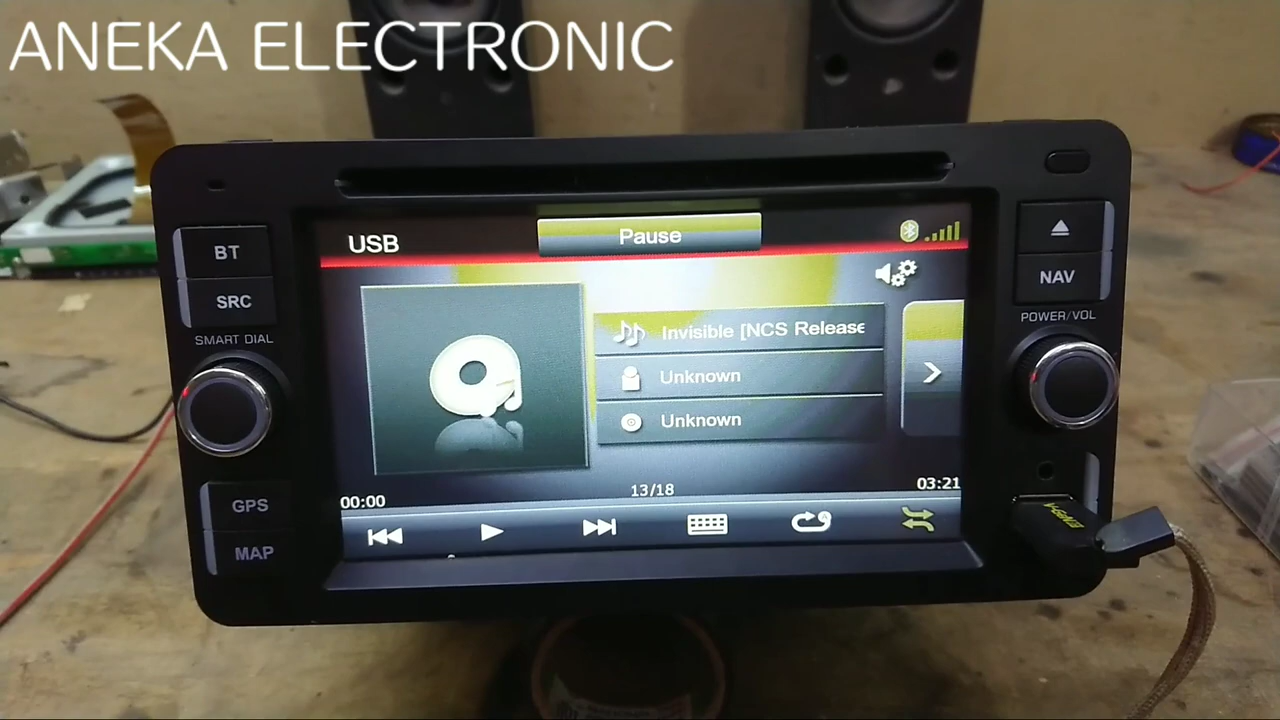 ANEKA ELECTRONIC
USB
Pause
BT
SRC
SMART DIAL
NAV
POWER/VOL
Invisible [NCS Release
Unknown
Unknown
00:00
13/18
03:21
GPS
MAP